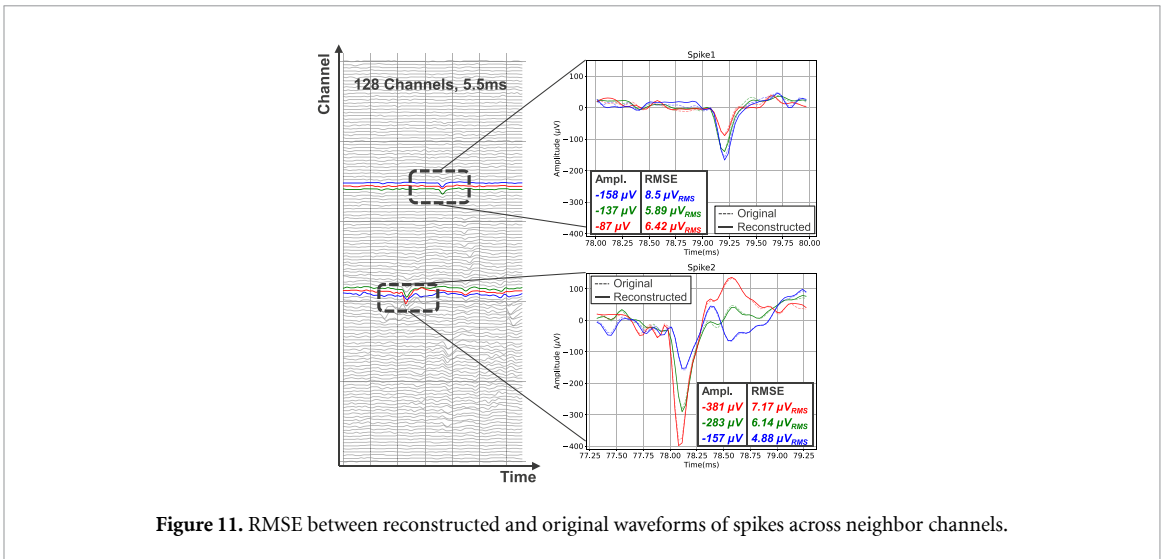 Channel
128 Channels, 5.5ms
Time
Spike1
Amplitude (μV)
100
0
−100
−200
−300
−400
Ampl. RMSE
-158 μV 8.5 μVRMS
-137 μV 5.89 μVRMS
-87 μV 6.42 μVRMS
Original
Reconstructed
78.00 78.25 78.50 78.75 79.00 79.25 79.50 79.75 80.00
Time(ms)
Spike2
Amplitude (μV)
100
0
−100
−200
−300
−400
Original
Reconstructed
Ampl. RMSE
-381 μV 7.17 μVRMS
-283 μV 6.14 μVRMS
-157 μV 4.88 μVRMS
77.25 77.50 77.75 78.00 78.25 78.50 78.75 79.00 79.25
Time(ms)
Figure 11. RMSE between reconstructed and original waveforms of spikes across neighbor channels.